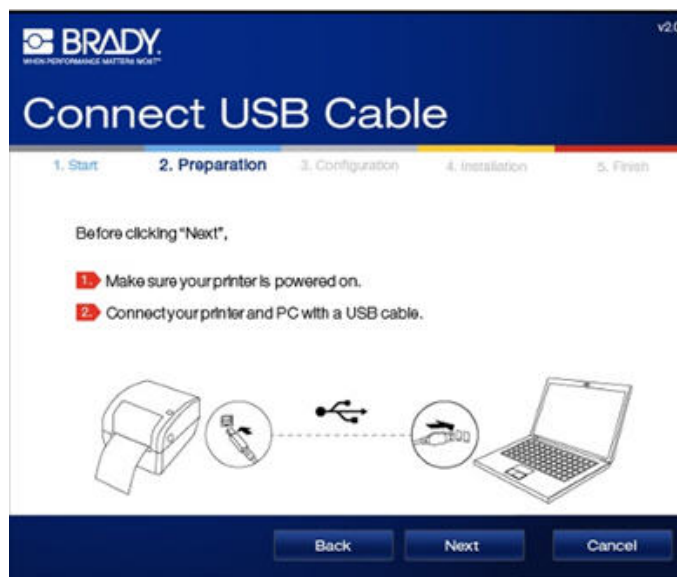 BRADY.
WHEN PERFORMANCE MATTERS MOST™
v2.0
Connect USB Cable
1. Start
2. Preparation
3. Configuration
4. Installation
5. Finish
Before clicking "Next",
1. Make sure your printer is powered on.
2. Connect your printer and PC with a USB cable.
Back
Next
Cancel